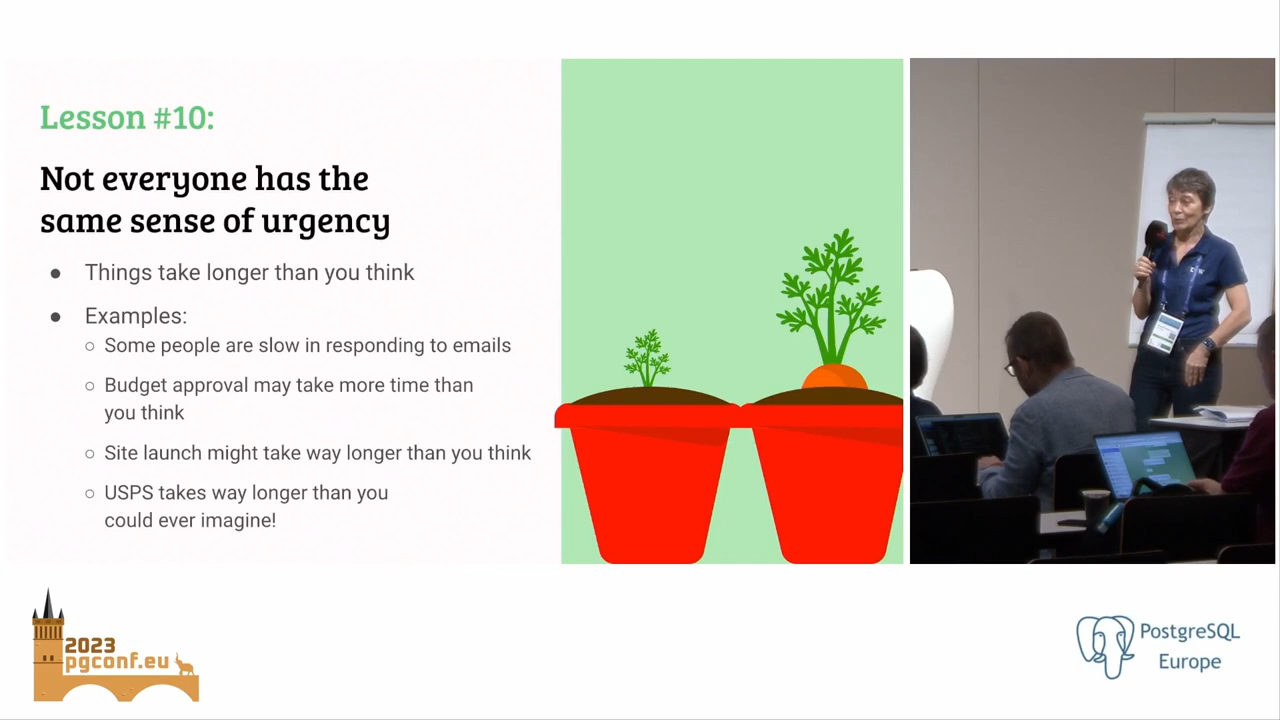 Lesson #10:
Not everyone has the
same sense of urgency
● Things take longer than you think
● Examples:
○ Some people are slow in responding to emails
○ Budget approval may take more time than
you think
○ Site launch might take way longer than you think
○ USPS takes way longer than you
could ever imagine!
2023
pgconf.eu
PostgreSQL
Europe